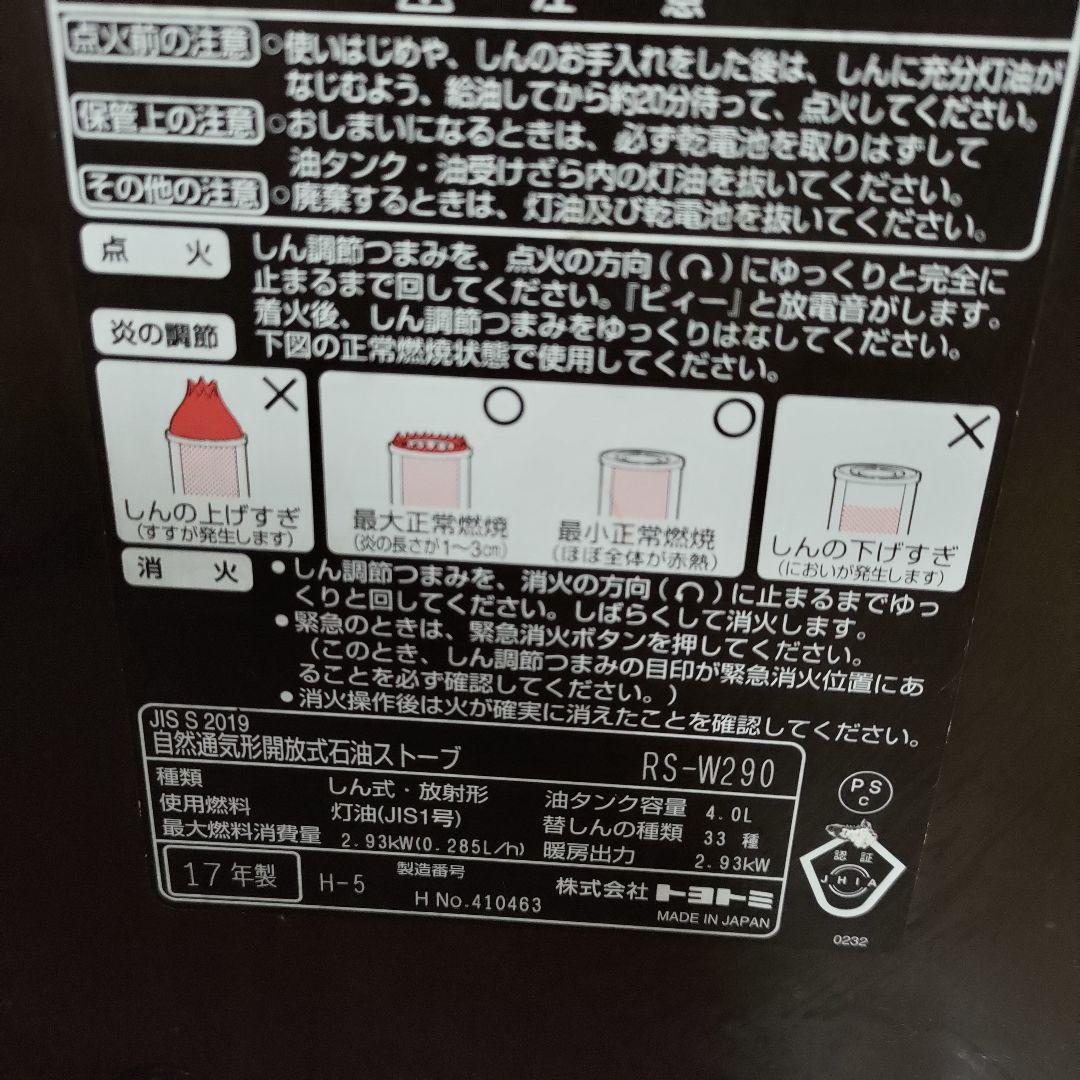 注 意
点火前の注意 ○使いはじめや、しんのお手入れをした後は、しんに充分灯油が
なじむよう、給油してから約20分待って、点火してください。
保管上の注意 ○おしまいになるときは、必ず乾電池を取りはずして
油タンク・油受けざら内の灯油を抜いてください。
その他の注意 ○廃棄するときは、灯油及び乾電池を抜いてください。
点 火 しん調節つまみを、点火の方向( )にゆっくりと完全に
止まるまで回してください。『ピィー』と放電音がします。
炎の調節 着火後、しん調節つまみをゆっくりはなしてください。
下図の正常燃焼状態で使用してください。
しんの上げすぎ
(すすが発生します)
最大正常燃焼
(炎の長さが1〜3cm)
最小正常燃焼
(ほぼ全体が赤熱)
しんの下げすぎ
(においが発生します)
消 火 ●しん調節つまみを、消火の方向( )に止まるまでゆっ
くりと回してください。しばらくして消火します。
●緊急のときは、緊急消火ボタンを押してください。
(このとき、しん調節つまみの目印が緊急消火位置にあ
ることを必ず確認してください。)
●消火操作後は火が確実に消えたことを確認してください。
JIS S 2019
自然通気形開放式石油ストーブ RS-W290
種類 しん式・放射形 油タンク容量 4.0L
使用燃料 灯油(JIS1号) 替しんの種類 33 種
最大燃料消費量 2.93kW(0.285L/h) 暖房出力 2.93kW
17年製 H-5 製造番号 H No.410463 株式会社 トヨトミ
MADE IN JAPAN
PS
C
認証
JHIA
0232